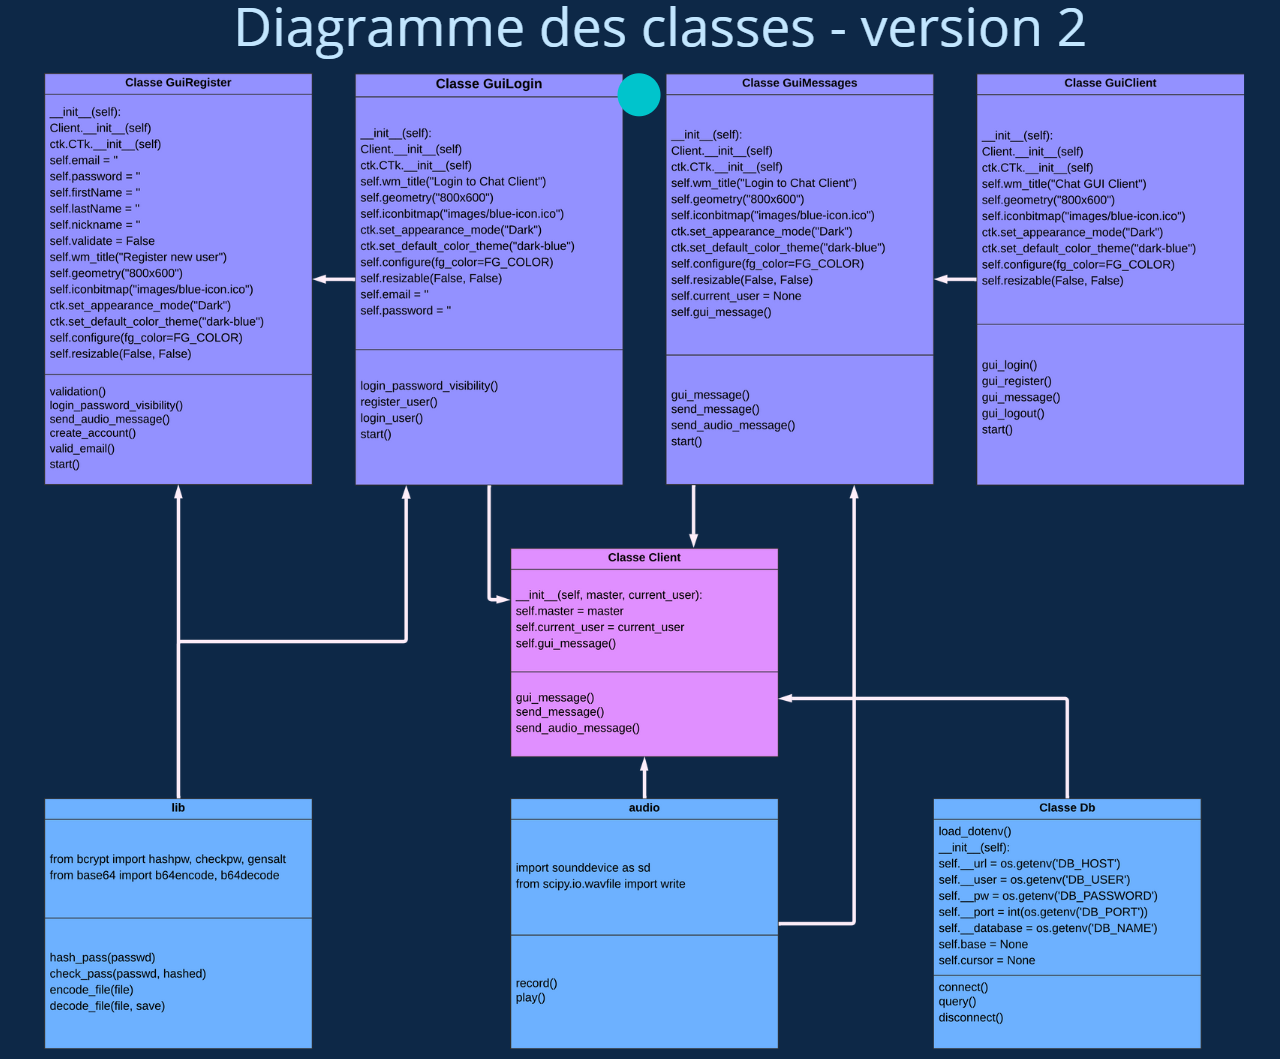 Diagramme des classes - version 2
Classe GuiRegister
__init__(self):
Client.__init__(self)
ctk.CTk.__init__(self)
self.email = ''
self.password = ''
self.firstName = ''
self.lastName = ''
self.nickname = ''
self.validate = False
self.wm_title("Register new user")
self.geometry("800x600")
self.iconbitmap("images/blue-icon.ico")
ctk.set_appearance_mode("Dark")
ctk.set_default_color_theme("dark-blue")
self.configure(fg_color=FG_COLOR)
self.resizable(False, False)
validation()
login_password_visibility()
send_audio_message()
create_account()
valid_email()
start()
Classe GuiLogin
__init__(self):
Client.__init__(self)
ctk.CTk.__init__(self)
self.wm_title("Login to Chat Client")
self.geometry("800x600")
self.iconbitmap("images/blue-icon.ico")
ctk.set_appearance_mode("Dark")
ctk.set_default_color_theme("dark-blue")
self.configure(fg_color=FG_COLOR)
self.resizable(False, False)
self.email = ''
self.password = ''
login_password_visibility()
register_user()
login_user()
start()
Classe GuiMessages
__init__(self):
Client.__init__(self)
ctk.CTk.__init__(self)
self.wm_title("Login to Chat Client")
self.geometry("800x600")
self.iconbitmap("images/blue-icon.ico")
ctk.set_appearance_mode("Dark")
ctk.set_default_color_theme("dark-blue")
self.configure(fg_color=FG_COLOR)
self.resizable(False, False)
self.current_user = None
self.gui_message()
gui_message()
send_message()
send_audio_message()
start()
Classe GuiClient
__init__(self):
Client.__init__(self)
ctk.CTk.__init__(self)
self.wm_title("Chat GUI Client")
self.geometry("800x600")
self.iconbitmap("images/blue-icon.ico")
ctk.set_appearance_mode("Dark")
ctk.set_default_color_theme("dark-blue")
self.configure(fg_color=FG_COLOR)
self.resizable(False, False)
gui_login()
gui_register()
gui_message()
gui_logout()
start()
Classe Client
__init__(self, master, current_user):
self.master = master
self.current_user = current_user
self.gui_message()
gui_message()
send_message()
send_audio_message()
lib
from bcrypt import hashpw, checkpw, gensalt
from base64 import b64encode, b64decode
hash_pass(passwd)
check_pass(passwd, hashed)
encode_file(file)
decode_file(file, save)
audio
import sounddevice as sd
from scipy.io.wavfile import write
record()
play()
Classe Db
load_dotenv()
__init__(self):
self.__url = os.getenv('DB_HOST')
self.__user = os.getenv('DB_USER')
self.__pw = os.getenv('DB_PASSWORD')
self.__port = int(os.getenv('DB_PORT'))
self.__database = os.getenv('DB_NAME')
self.base = None
self.cursor = None
connect()
query()
disconnect()